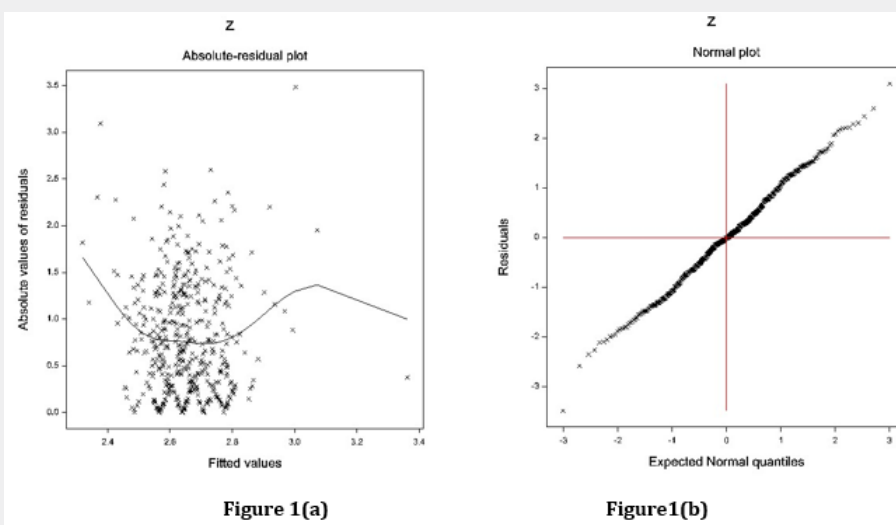 z
Absolute-residual plot
3.5
3.0
2.5
2.0
1.5
1.0
0.5
0.0
Absolute values of residuals
2.4 2.6 2.8 3.0 3.2 3.4
Fitted values
Figure 1(a)
z
Normal plot
3
2
1
0
-1
-2
-3
Residuals
-3 -2 -1 0 1 2 3
Expected Normal quantiles
Figure1(b)